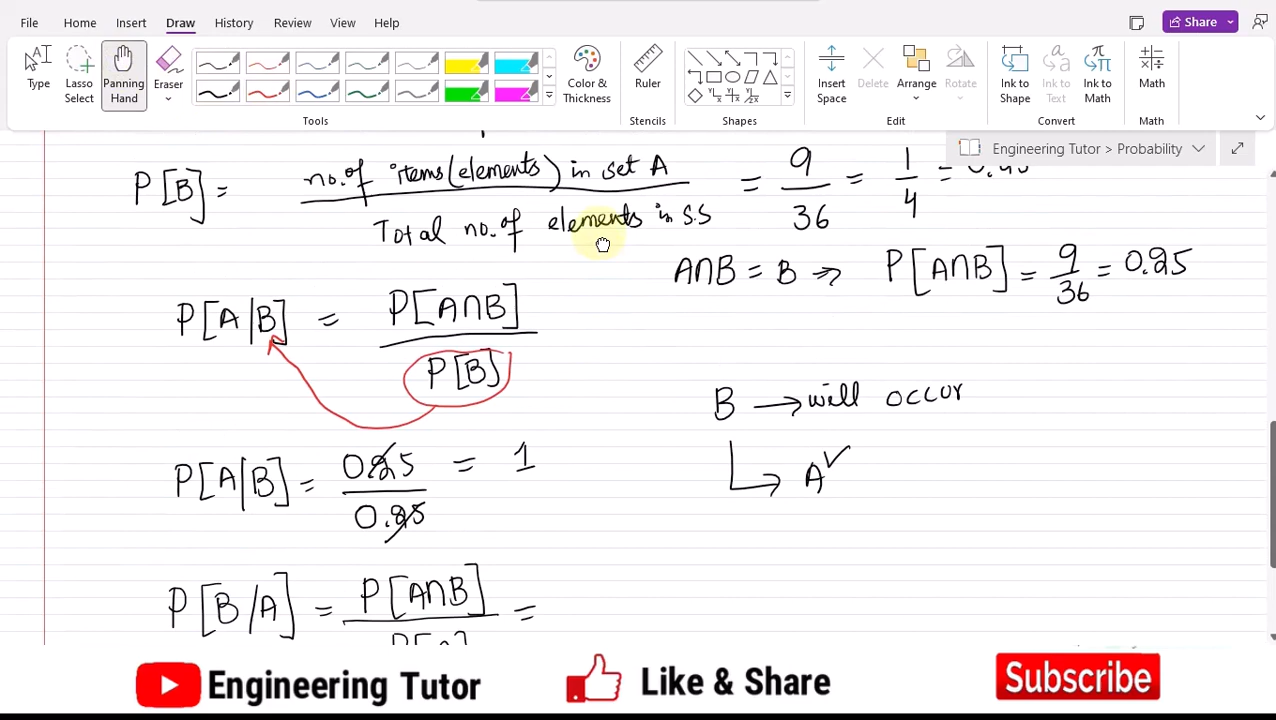 File Home Insert Draw History Review View Help Share
Type Lasso Select Panning Hand Eraser Color & Thickness Ruler Insert Space Delete Arrange Rotate Ink to Shape Ink to Text Ink to Math Math
Tools Stencils Shapes Edit Convert Math
Engineering Tutor > Probability
P[B] = no. of items(elements) in set A / Total no. of elements in S.S = 9/36 = 1/4 =
A∩B = B ⇒ P[A∩B] = 9/36 = 0.25
P[A|B] = P[A∩B] / P[B]
B → will occur
P[A|B] = 0.25 / 0.25 = 1
↳ A ✓
P[B/A] = P[A∩B] / =
Engineering Tutor Like & Share Subscribe